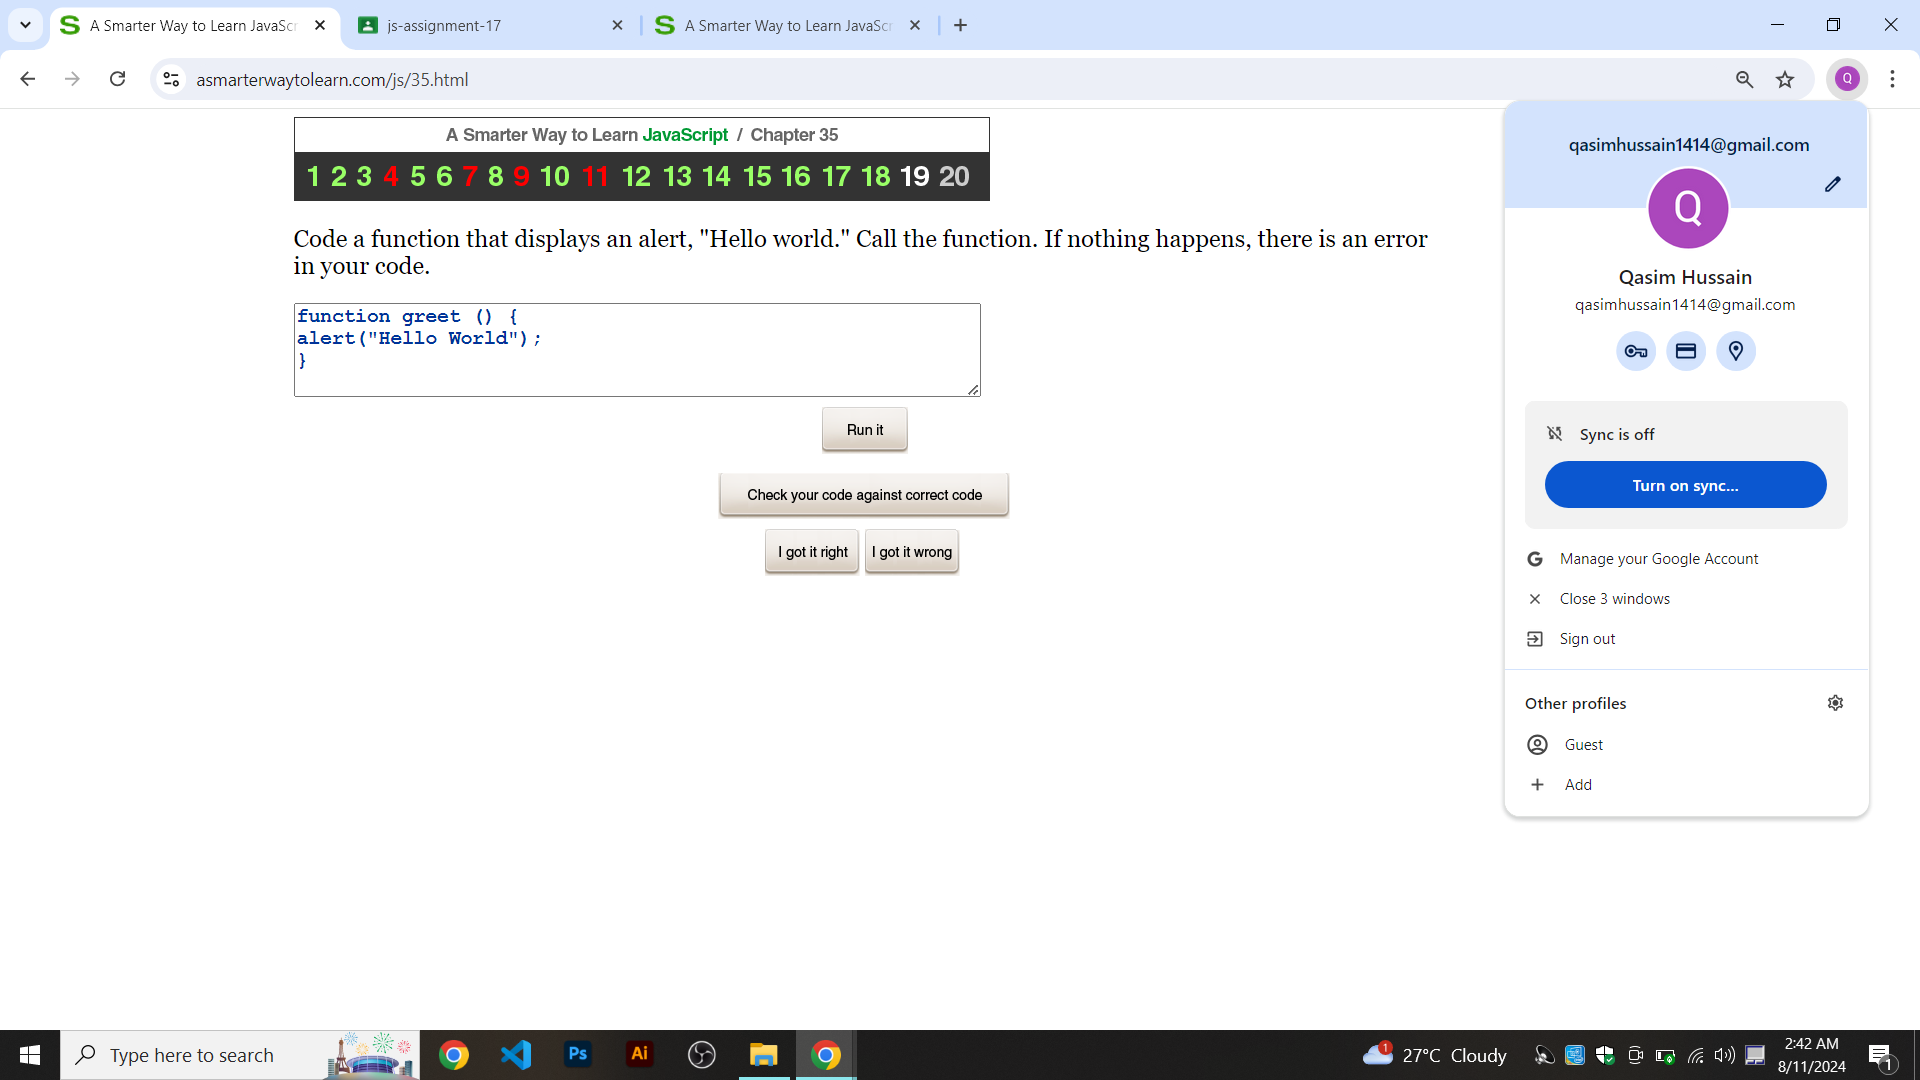 A Smarter Way to Learn JavaScr
js-assignment-17
A Smarter Way to Learn JavaScr
asmarterwaytolearn.com/js/35.html
Q
A Smarter Way to Learn JavaScript / Chapter 35
1 2 3 4 5 6 7 8 9 10 11 12 13 14 15 16 17 18 19 20
Code a function that displays an alert, "Hello world." Call the function. If nothing happens, there is an error
in your code.
function greet () {
alert("Hello World");
}
Run it
Check your code against correct code
I got it right
I got it wrong
qasimhussain1414@gmail.com
Q
Qasim Hussain
qasimhussain1414@gmail.com
Sync is off
Turn on sync...
Manage your Google Account
Close 3 windows
Sign out
Other profiles
Guest
Add
Type here to search
Ps
Ai
1
27°C Cloudy
2:42 AM
8/11/2024
1